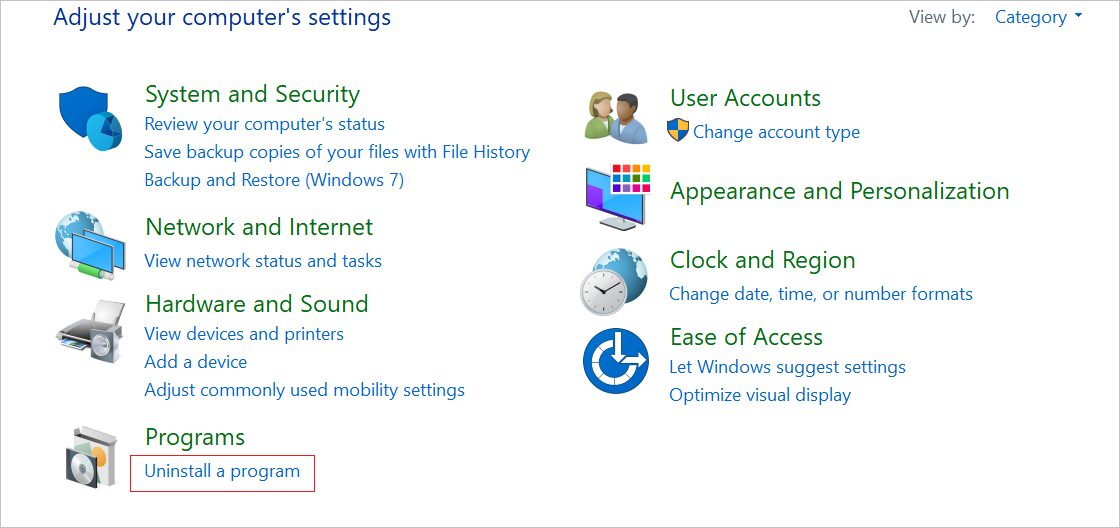 Adjust your computer's settings
View by: Category
System and Security
Review your computer's status
Save backup copies of your files with File History
Backup and Restore (Windows 7)
Network and Internet
View network status and tasks
Hardware and Sound
View devices and printers
Add a device
Adjust commonly used mobility settings
Programs
Uninstall a program
User Accounts
Change account type
Appearance and Personalization
Clock and Region
Change date, time, or number formats
Ease of Access
Let Windows suggest settings
Optimize visual display